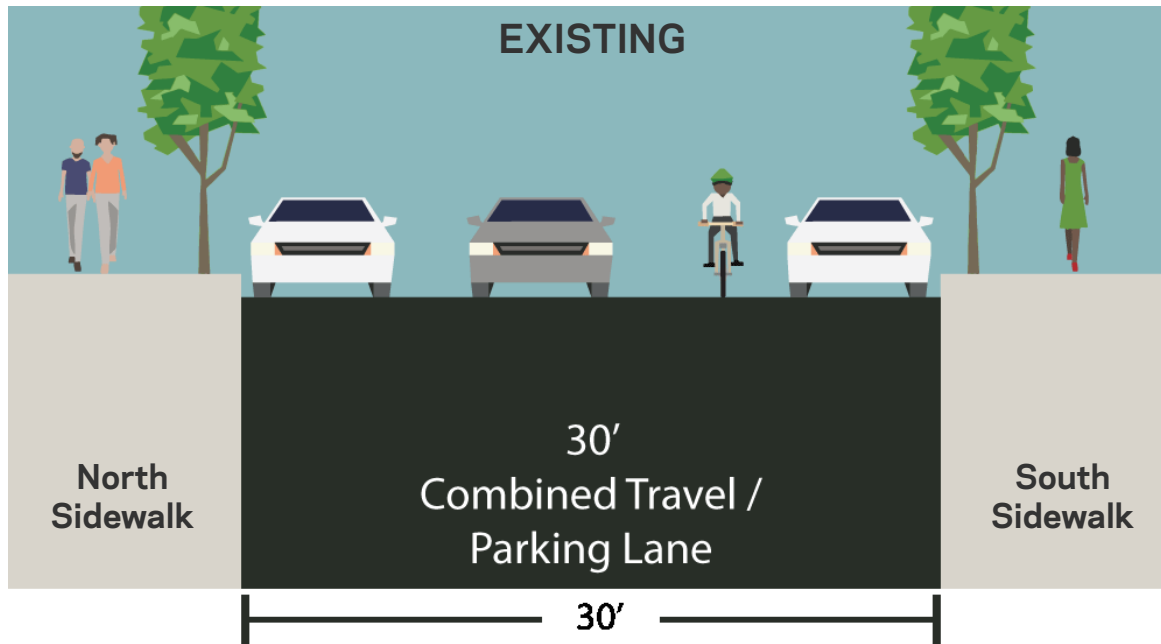 EXISTING
30′
Combined Travel /
Parking Lane
North
Sidewalk
South
Sidewalk
30′